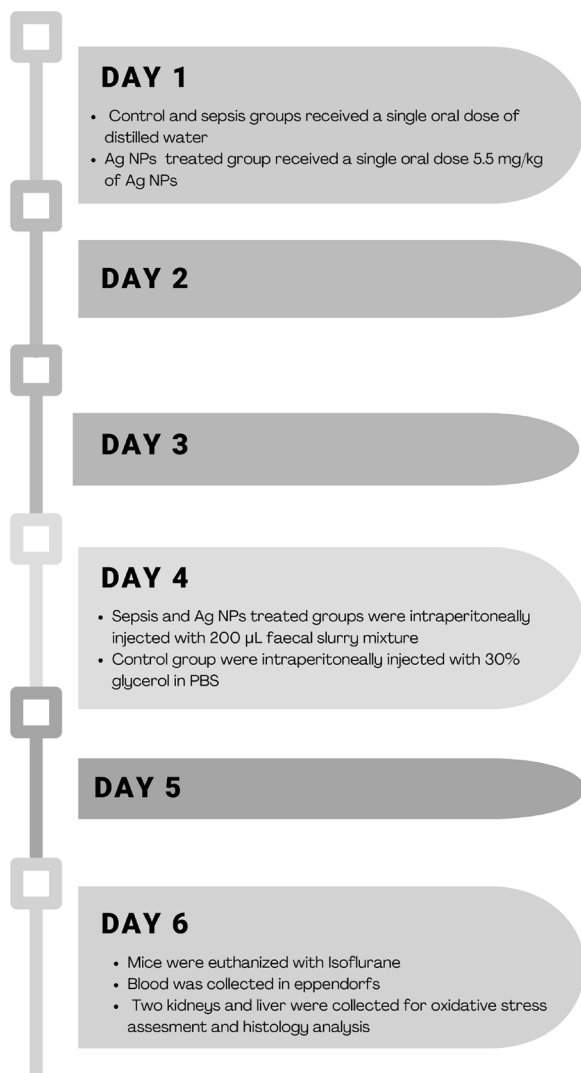 DAY 1
• Control and sepsis groups received a single oral dose of
distilled water
• Ag NPs treated group received a single oral dose 5.5 mg/kg
of Ag NPs
DAY 2
DAY 3
DAY 4
• Sepsis and Ag NPs treated groups were intraperitoneally
injected with 200 µL faecal slurry mixture
• Control group were intraperitoneally injected with 30%
glycerol in PBS
DAY 5
DAY 6
• Mice were euthanized with Isoflurane
• Blood was collected in eppendorfs
• Two kidneys and liver were collected for oxidative stress
assesment and histology analysis